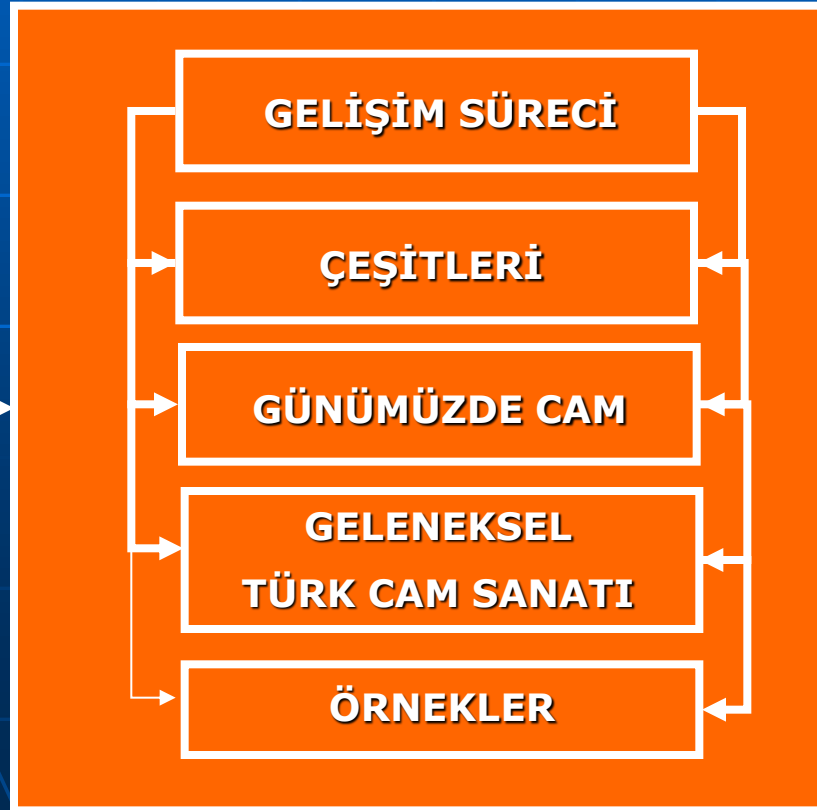 GELİŞİM SÜRECİ
ÇEŞİTLERİ
GÜNÜMÜZDE CAM
GELENEKSEL
TÜRK CAM SANATI
ÖRNEKLER